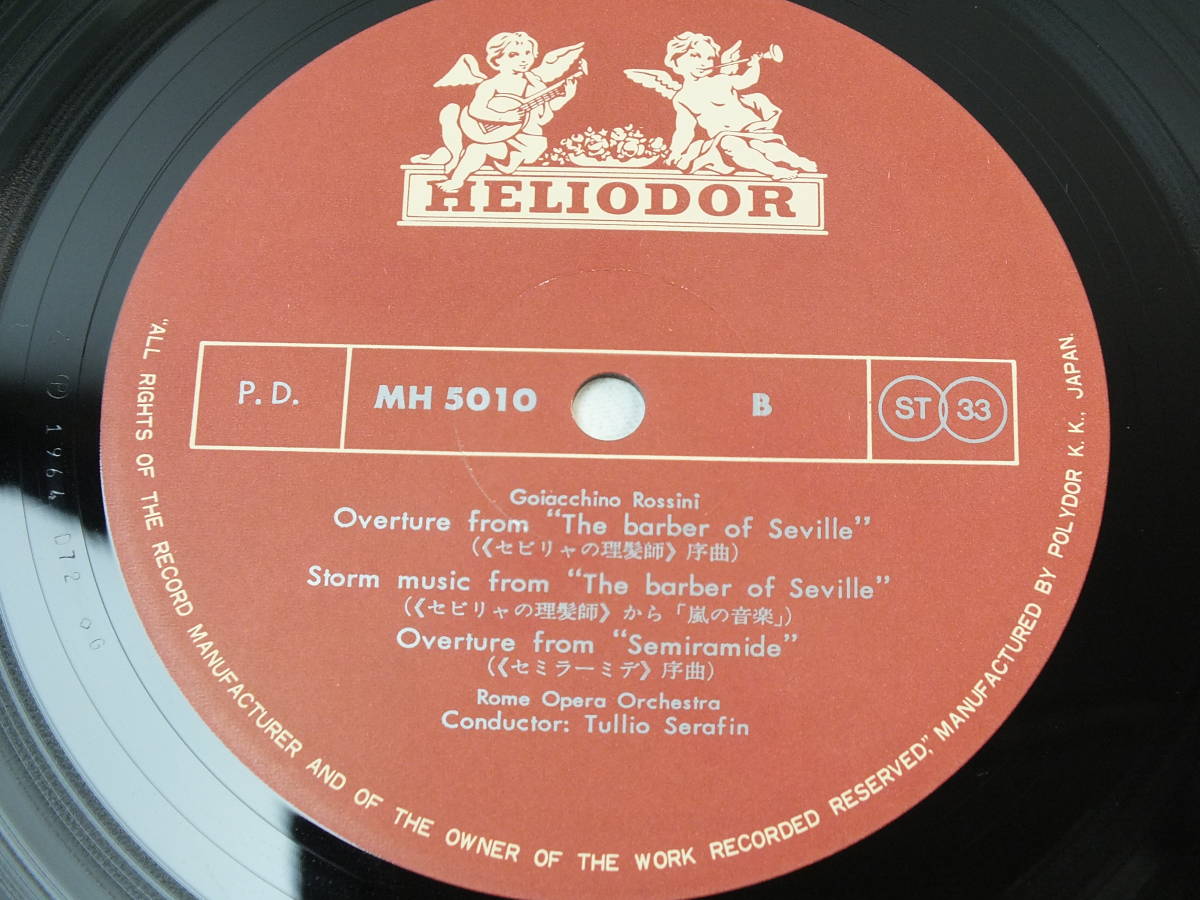 HELIODOR
P. D.
MH 5010
B
ST 33
Goiacchino Rossini
Overture from “The barber of Seville”
（《セビリャの理髪師》序曲）
Storm music from “The barber of Seville”
（《セビリャの理髪師》から「嵐の音楽」）
Overture from “Semiramide”
（《セミラーミデ》序曲）
Rome Opera Orchestra
Conductor: Tullio Serafin
“ALL RIGHTS OF THE RECORD MANUFACTURER AND OF THE OWNER OF THE WORK RECORDED RESERVED,” MANUFACTURED BY POLYDOR K. K., JAPAN.
℗ 1964 072